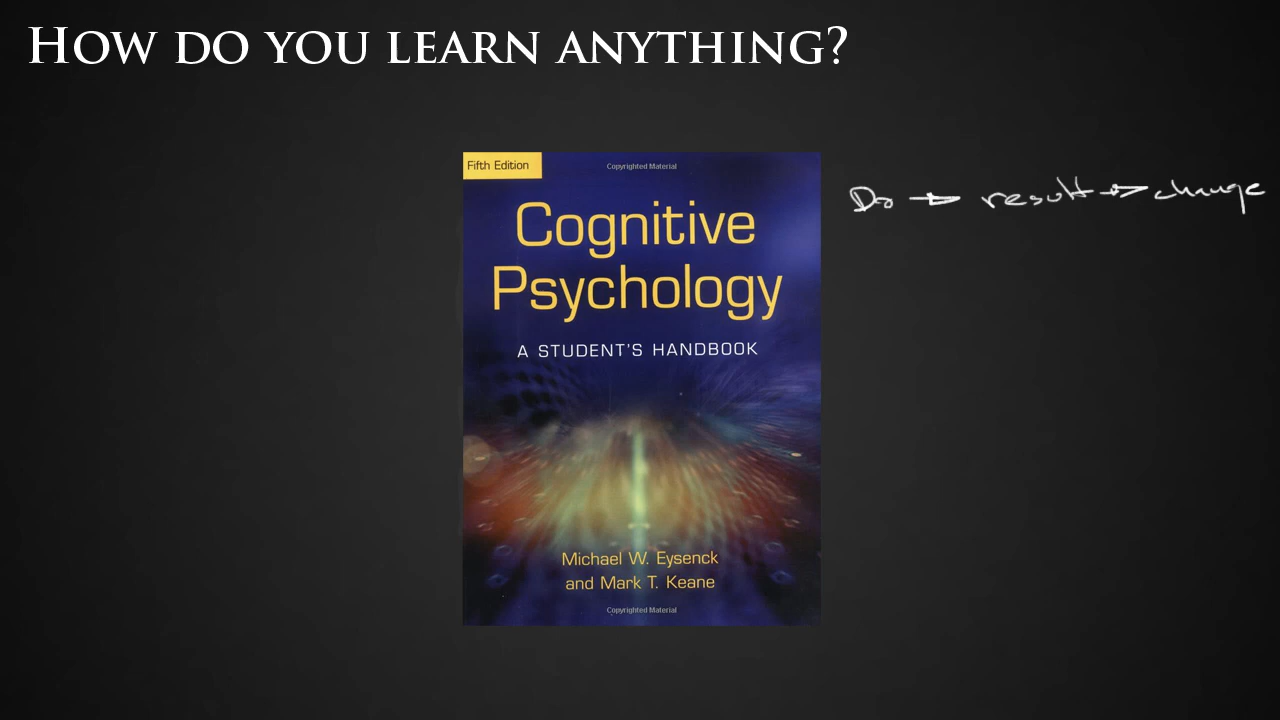 HOW DO YOU LEARN ANYTHING?
Fifth Edition
Copyrighted Material
Cognitive
Psychology
A STUDENT'S HANDBOOK
Do → result → change
Michael W. Eysenck
and Mark T. Keane
Copyrighted Material